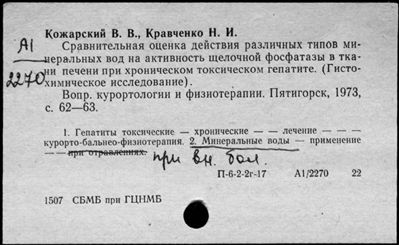 Кожарский В. В., Кравченко Н. И.
A1
Сравнительная оценка действия различных типов ми-
неральных вод на активность щелочной фосфатазы в тка-
2270
ни печени при хроническом токсическом гепатите. (Гисто-
химическое исследование).
Вопр. курортологии и физиотерапии. Пятигорск, 1973,
с. 62—63.
1. Гепатиты токсические — хронические — — лечение — — —
курорто-бальнео-физиотерапия. 2. Минеральные воды — применение
— — при отравлениях. при вн. бол.
П-6-2-2г-17 А1/2270 22
1507 СБМБ при ГЦНМБ